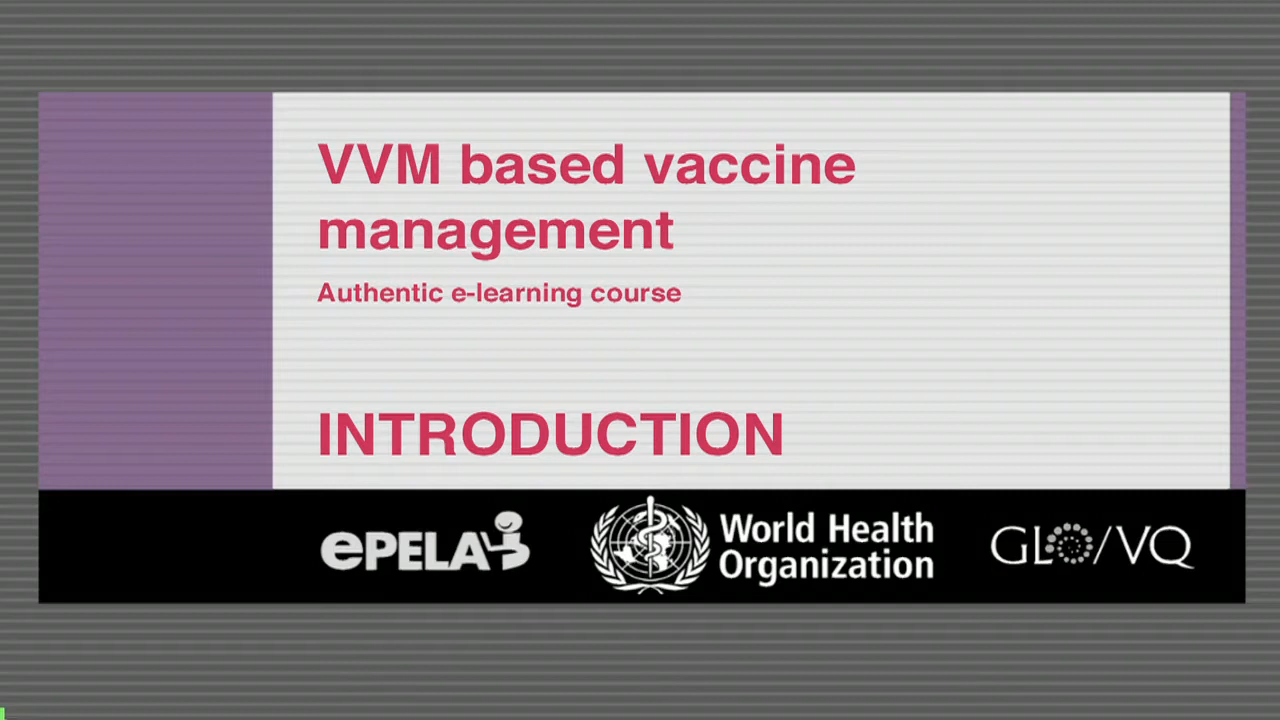 VVM based vaccine
management
Authentic e-learning course
INTRODUCTION
ePELA
World Health
Organization
GLO/VQ